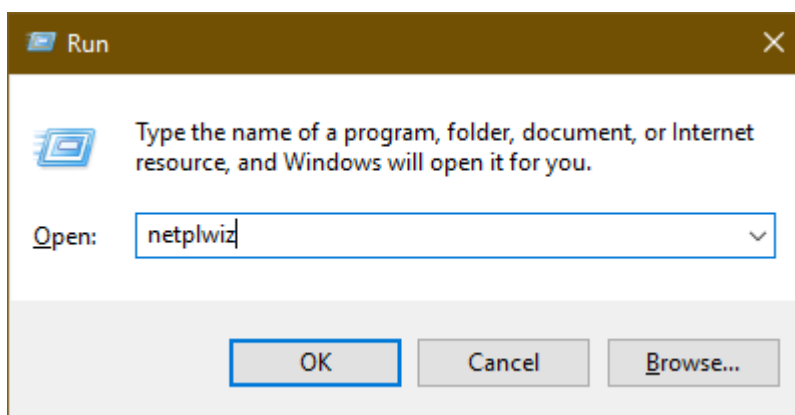 Run
Type the name of a program, folder, document, or Internet
resource, and Windows will open it for you.
Open: netplwiz
OK Cancel Browse...